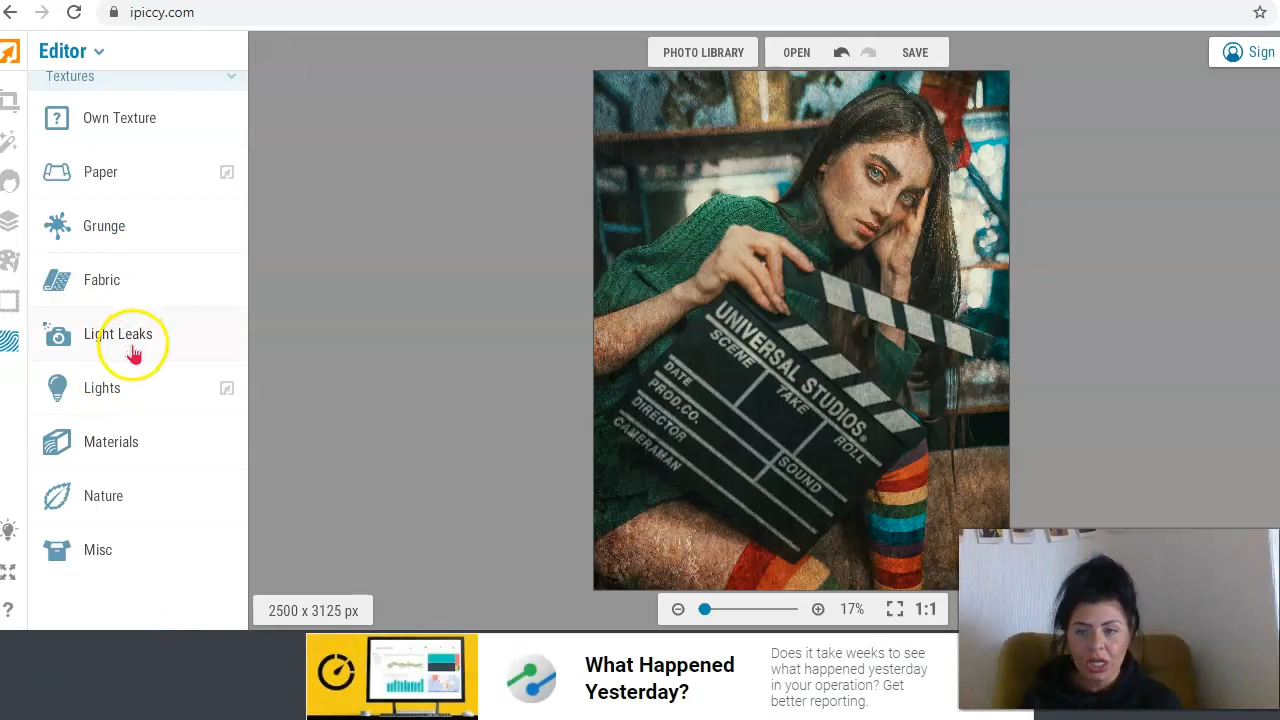 ipiccy.com
Editor
PHOTO LIBRARY
OPEN
SAVE
Sign
Textures
Own Texture
Paper
Grunge
Fabric
Light Leaks
Lights
Materials
Nature
Misc
UNIVERSAL STUDIOS®
SCENE
TAKE
ROLL
DATE
PROD.CO.
DIRECTOR
SOUND
CAMERAMAN
2500 x 3125 px
17%
1:1
What Happened
Yesterday?
Does it take weeks to see
what happened yesterday
in your operation? Get
better reporting.